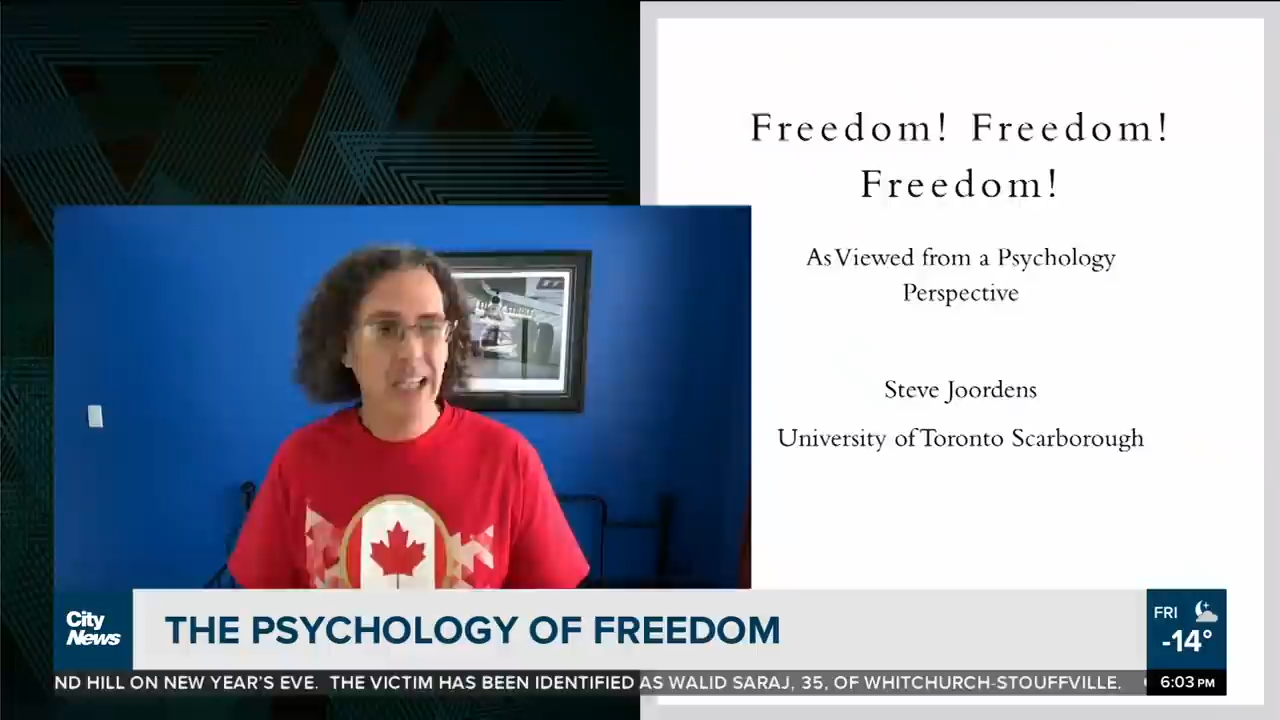 Freedom! Freedom!
Freedom!
As Viewed from a Psychology
Perspective
Steve Joordens
University of Toronto Scarborough
City
News
THE PSYCHOLOGY OF FREEDOM
FRI
-14°
ND HILL ON NEW YEAR'S EVE. THE VICTIM HAS BEEN IDENTIFIED AS WALID SARAJ, 35, OF WHITCHURCH-STOUFFVILLE.
6:03 PM